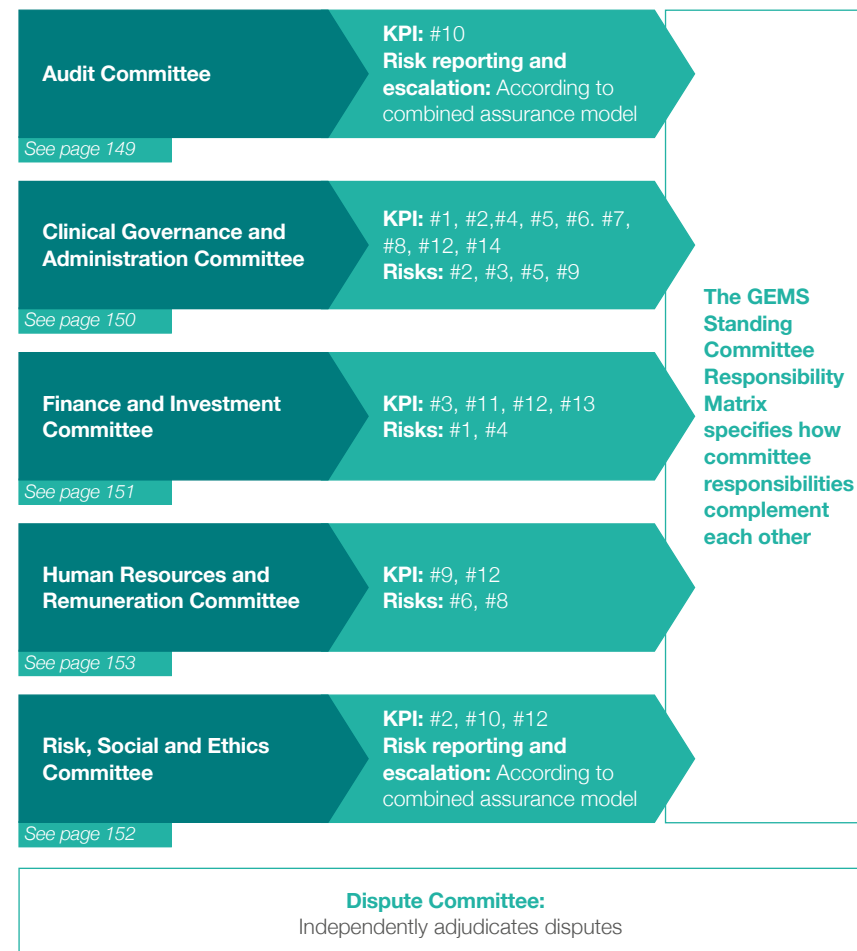 Audit Committee
KPI: #10
Risk reporting and
escalation: According to
combined assurance model
See page 149
Clinical Governance and
Administration Committee
KPI: #1, #2,#4, #5, #6. #7,
#8, #12, #14
Risks: #2, #3, #5, #9
See page 150
Finance and Investment
Committee
KPI: #3, #11, #12, #13
Risks: #1, #4
See page 151
Human Resources and
Remuneration Committee
KPI: #9, #12
Risks: #6, #8
See page 153
Risk, Social and Ethics
Committee
KPI: #2, #10, #12
Risk reporting and
escalation: According to
combined assurance model
See page 152
The GEMS
Standing
Committee
Responsibility
Matrix
specifies how
committee
responsibilities
complement
each other
Dispute Committee:
Independently adjudicates disputes